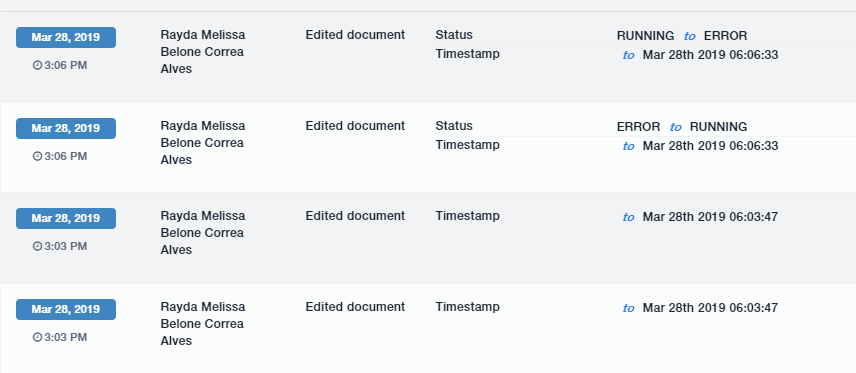 Mar 28, 2019 Rayda Melissa Edited document Status RUNNING to ERROR
3:06 PM Belone Correa Timestamp to Mar 28th 2019 06:06:33
Alves
Mar 28, 2019 Rayda Melissa Edited document Status ERROR to RUNNING
3:06 PM Belone Correa Timestamp to Mar 28th 2019 06:06:33
Alves
Mar 28, 2019 Rayda Melissa Edited document Timestamp to Mar 28th 2019 06:03:47
3:03 PM Belone Correa
Alves
Mar 28, 2019 Rayda Melissa Edited document Timestamp to Mar 28th 2019 06:03:47
3:03 PM Belone Correa
Alves